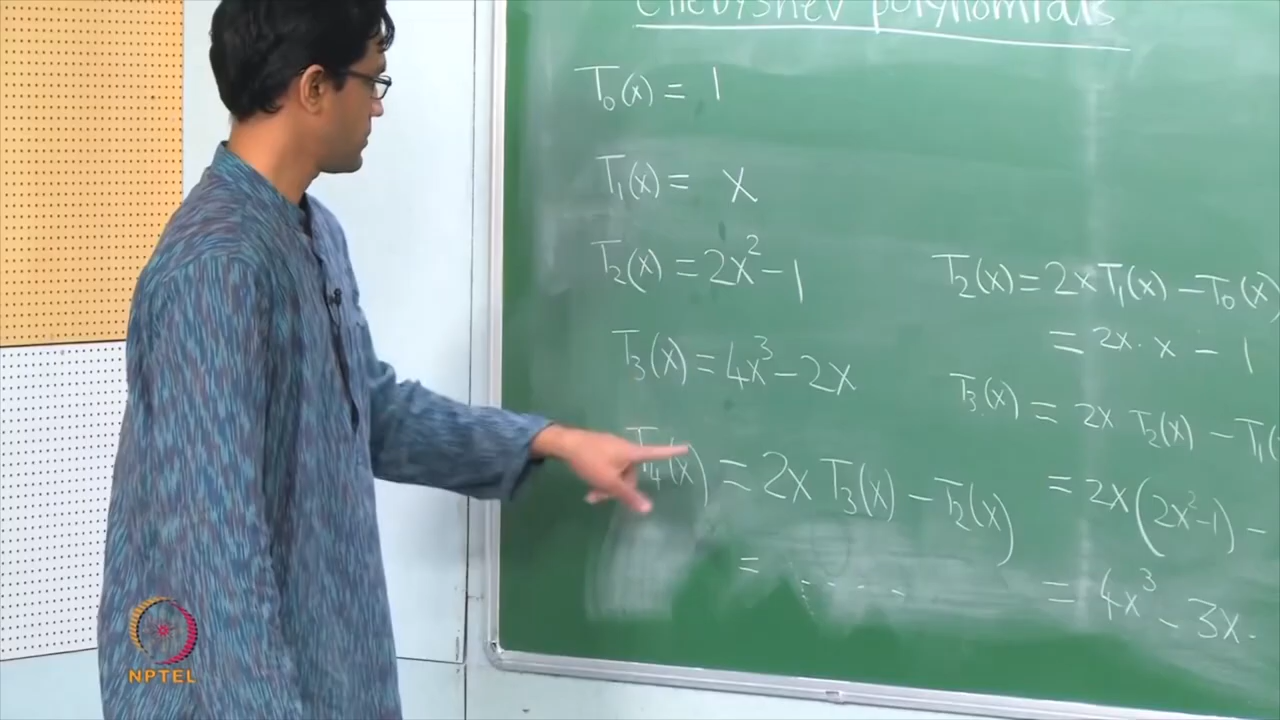 Chebyshev polynomials
T₀(x) = 1
T₁(x) = x
T₂(x) = 2x² - 1
T₃(x) = 4x³ - 2x
T₄(x) = 2x T₃(x) - T₂(x)
= .....
T₂(x) = 2x T₁(x) - T₀(x)
= 2x. x - 1
T₃(x) = 2x T₂(x) - T₁(
= 2x(2x²-1) -
= 4x³ - 3x.
NPTEL